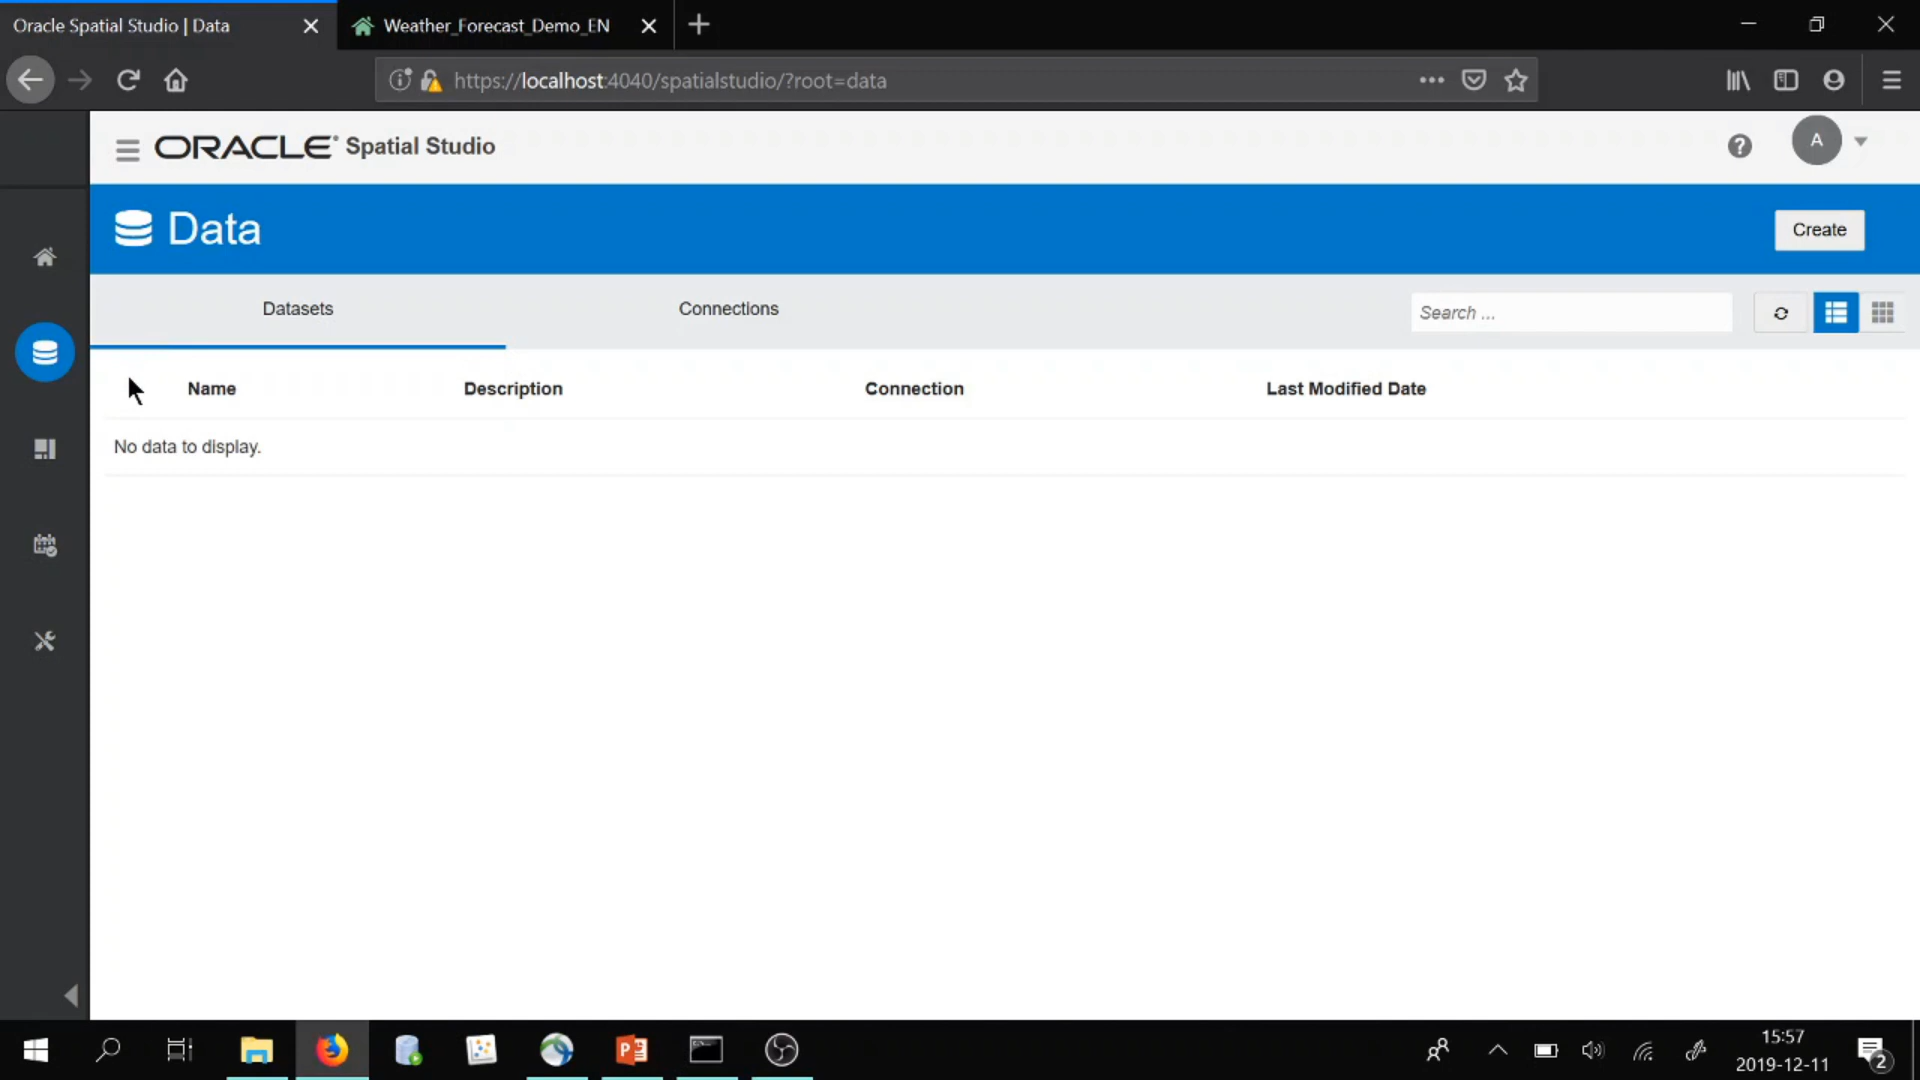 Oracle Spatial Studio | Data
Weather_Forecast_Demo_EN
https://localhost:4040/spatialstudio/?root=data
ORACLE® Spatial Studio
?
A
Data
Create
Datasets
Connections
Search ...
Name
Description
Connection
Last Modified Date
No data to display.
15:57
2019-12-11
2